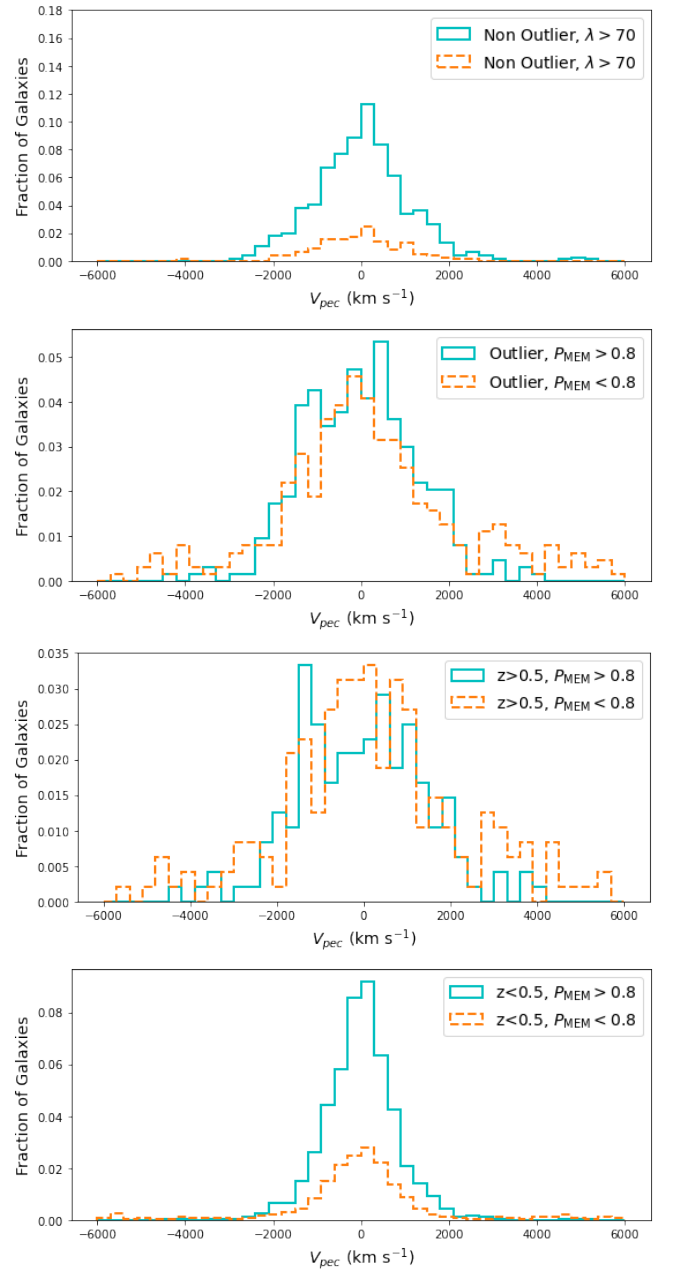 0.18
0.16
0.14
0.12
0.10
0.08
0.06
0.04
0.02
0.00
Fraction of Galaxies
Non Outlier, λ > 70
Non Outlier, λ > 70
−6000 −4000 −2000 0 2000 4000 6000
V_pec (km s⁻¹)
0.05
0.04
0.03
0.02
0.01
0.00
Fraction of Galaxies
Outlier, P_MEM > 0.8
Outlier, P_MEM < 0.8
−6000 −4000 −2000 0 2000 4000 6000
V_pec (km s⁻¹)
0.035
0.030
0.025
0.020
0.015
0.010
0.005
0.000
Fraction of Galaxies
z>0.5, P_MEM > 0.8
z>0.5, P_MEM < 0.8
−6000 −4000 −2000 0 2000 4000 6000
V_pec (km s⁻¹)
0.08
0.06
0.04
0.02
0.00
Fraction of Galaxies
z<0.5, P_MEM > 0.8
z<0.5, P_MEM < 0.8
−6000 −4000 −2000 0 2000 4000 6000
V_pec (km s⁻¹)